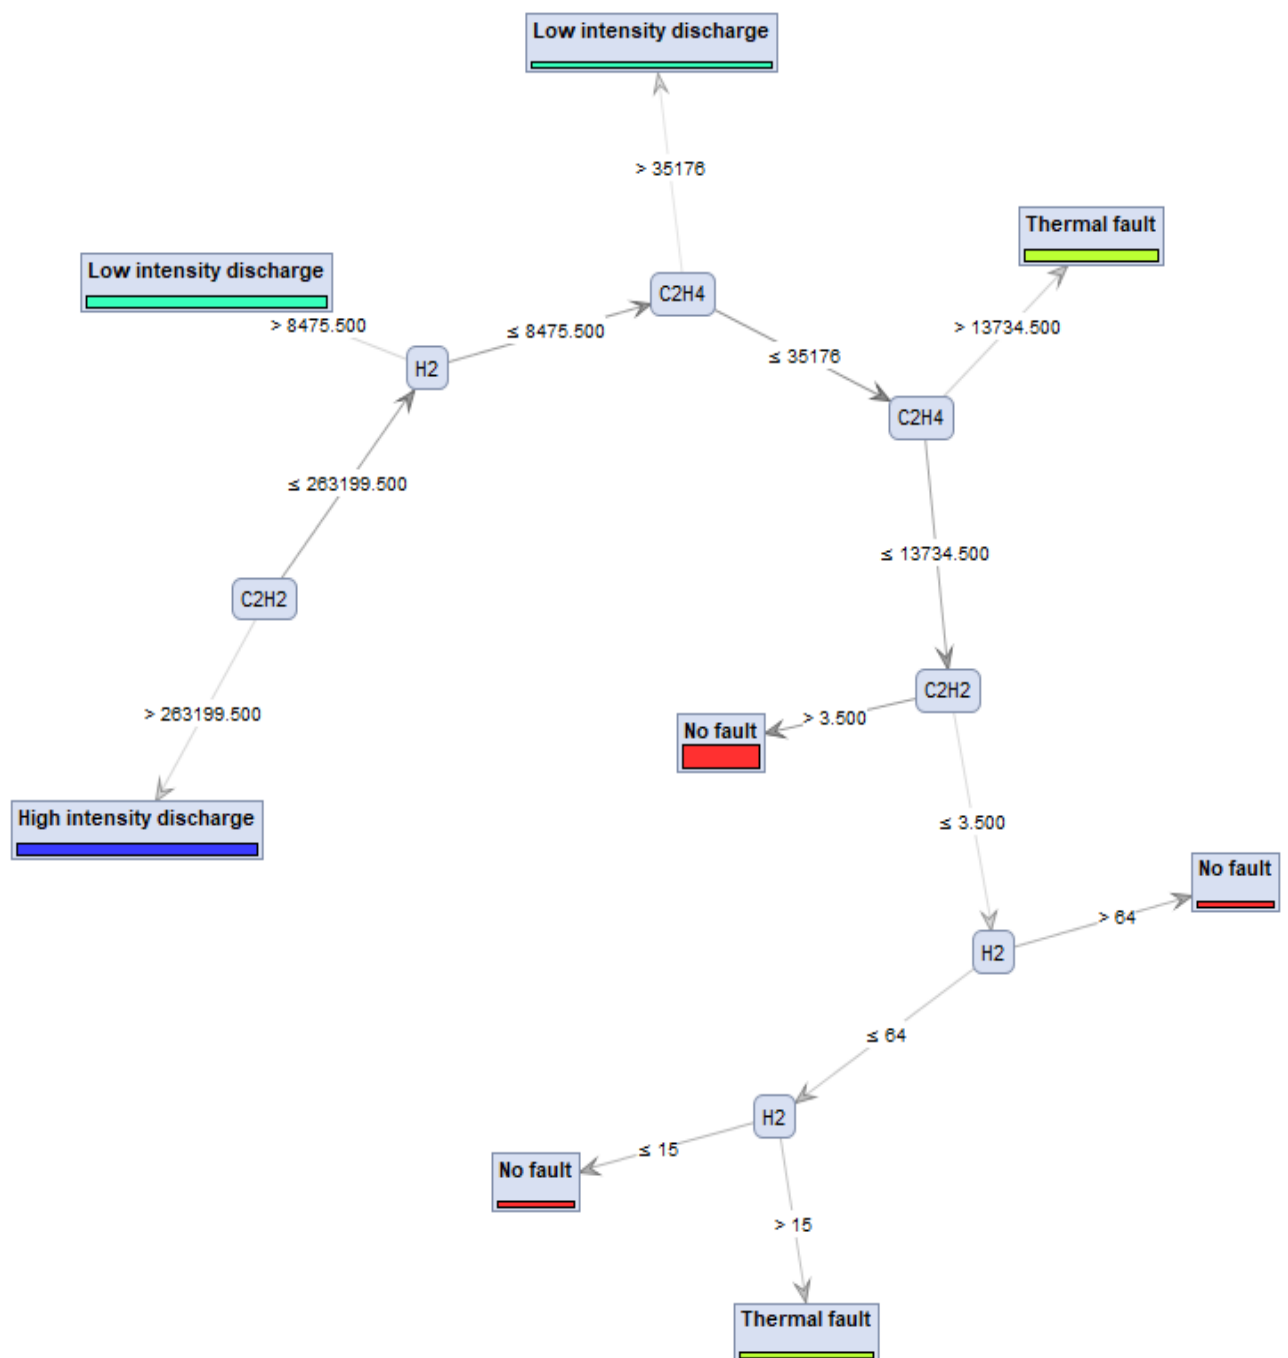 Low intensity discharge
> 35176
Thermal fault
Low intensity discharge
C2H4
> 8475.500
≤ 8475.500
> 13734.500
H2
≤ 35176
C2H4
≤ 263199.500
≤ 13734.500
C2H2
C2H2
> 263199.500
No fault
> 3.500
High intensity discharge
≤ 3.500
No fault
> 64
H2
≤ 64
H2
≤ 15
No fault
> 15
Thermal fault